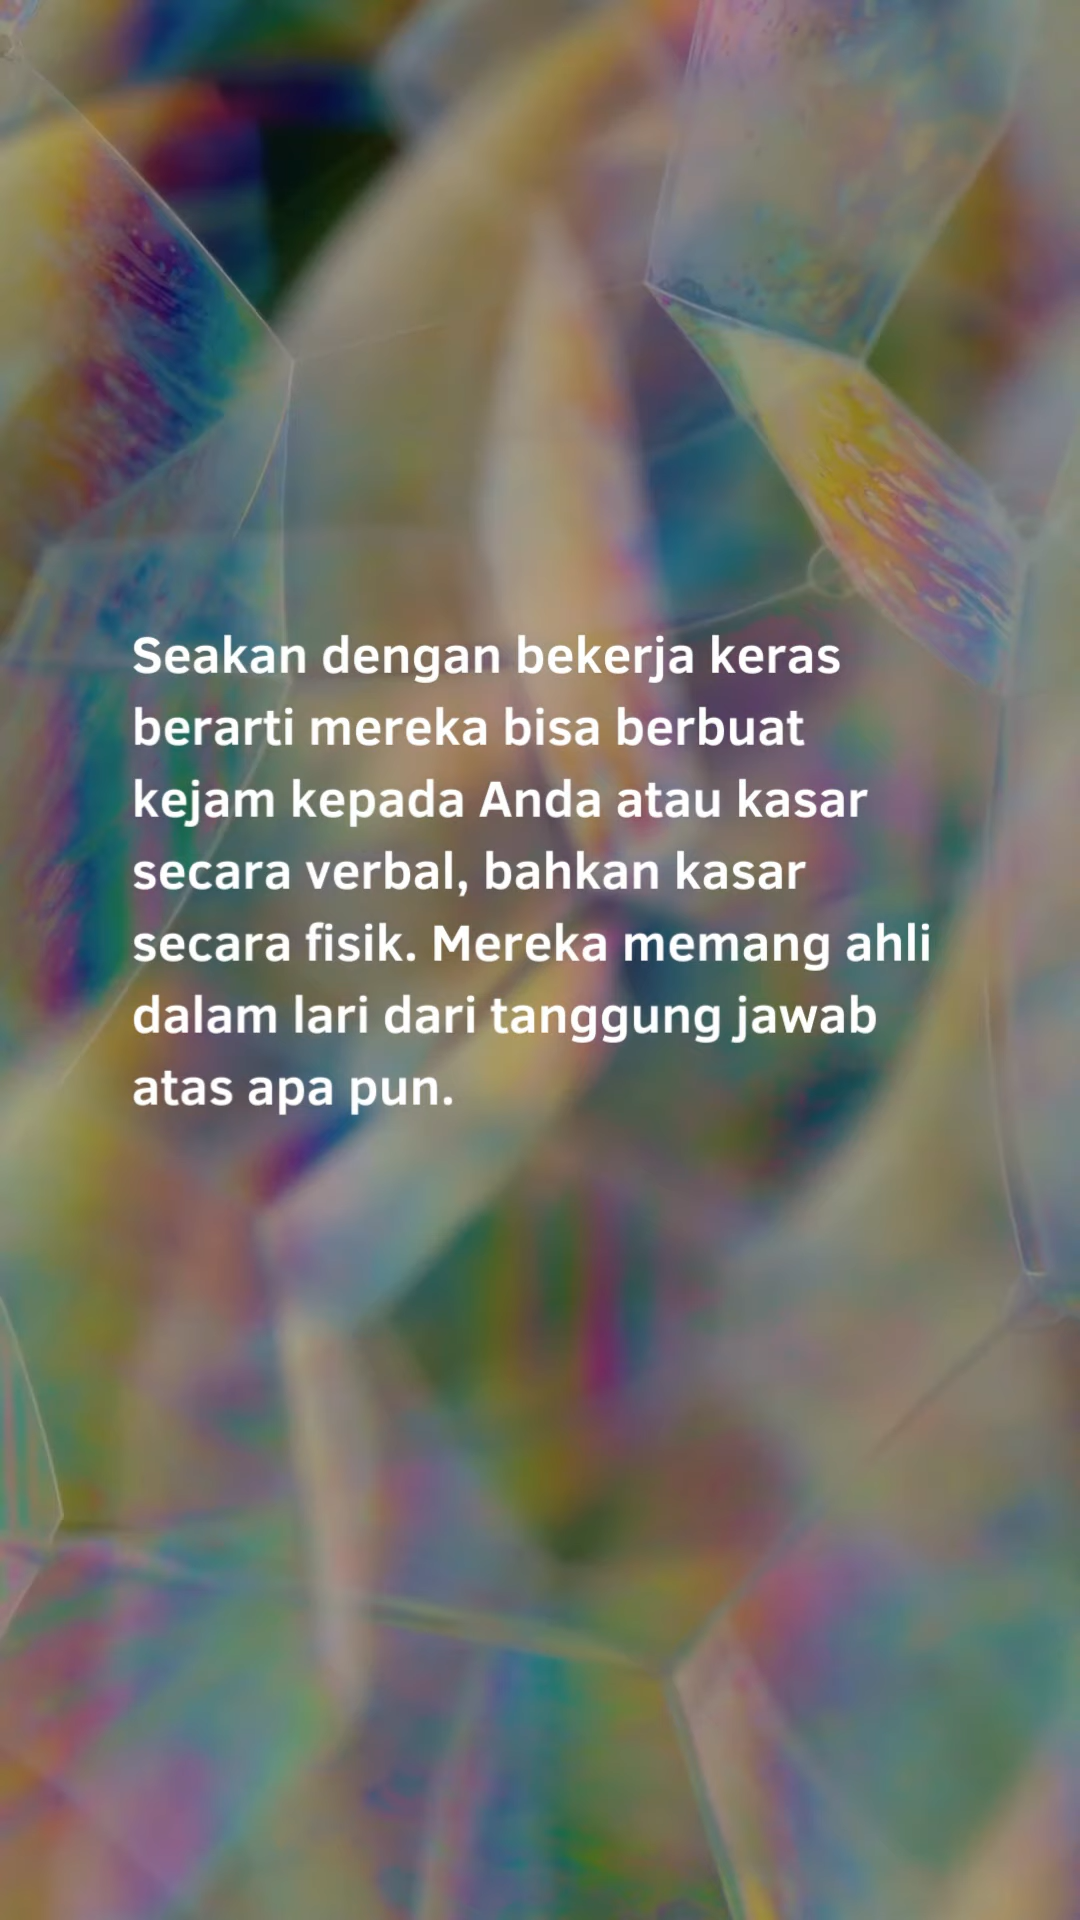 Seakan dengan bekerja keras
berarti mereka bisa berbuat
kejam kepada Anda atau kasar
secara verbal, bahkan kasar
secara fisik. Mereka memang ahli
dalam lari dari tanggung jawab
atas apa pun.